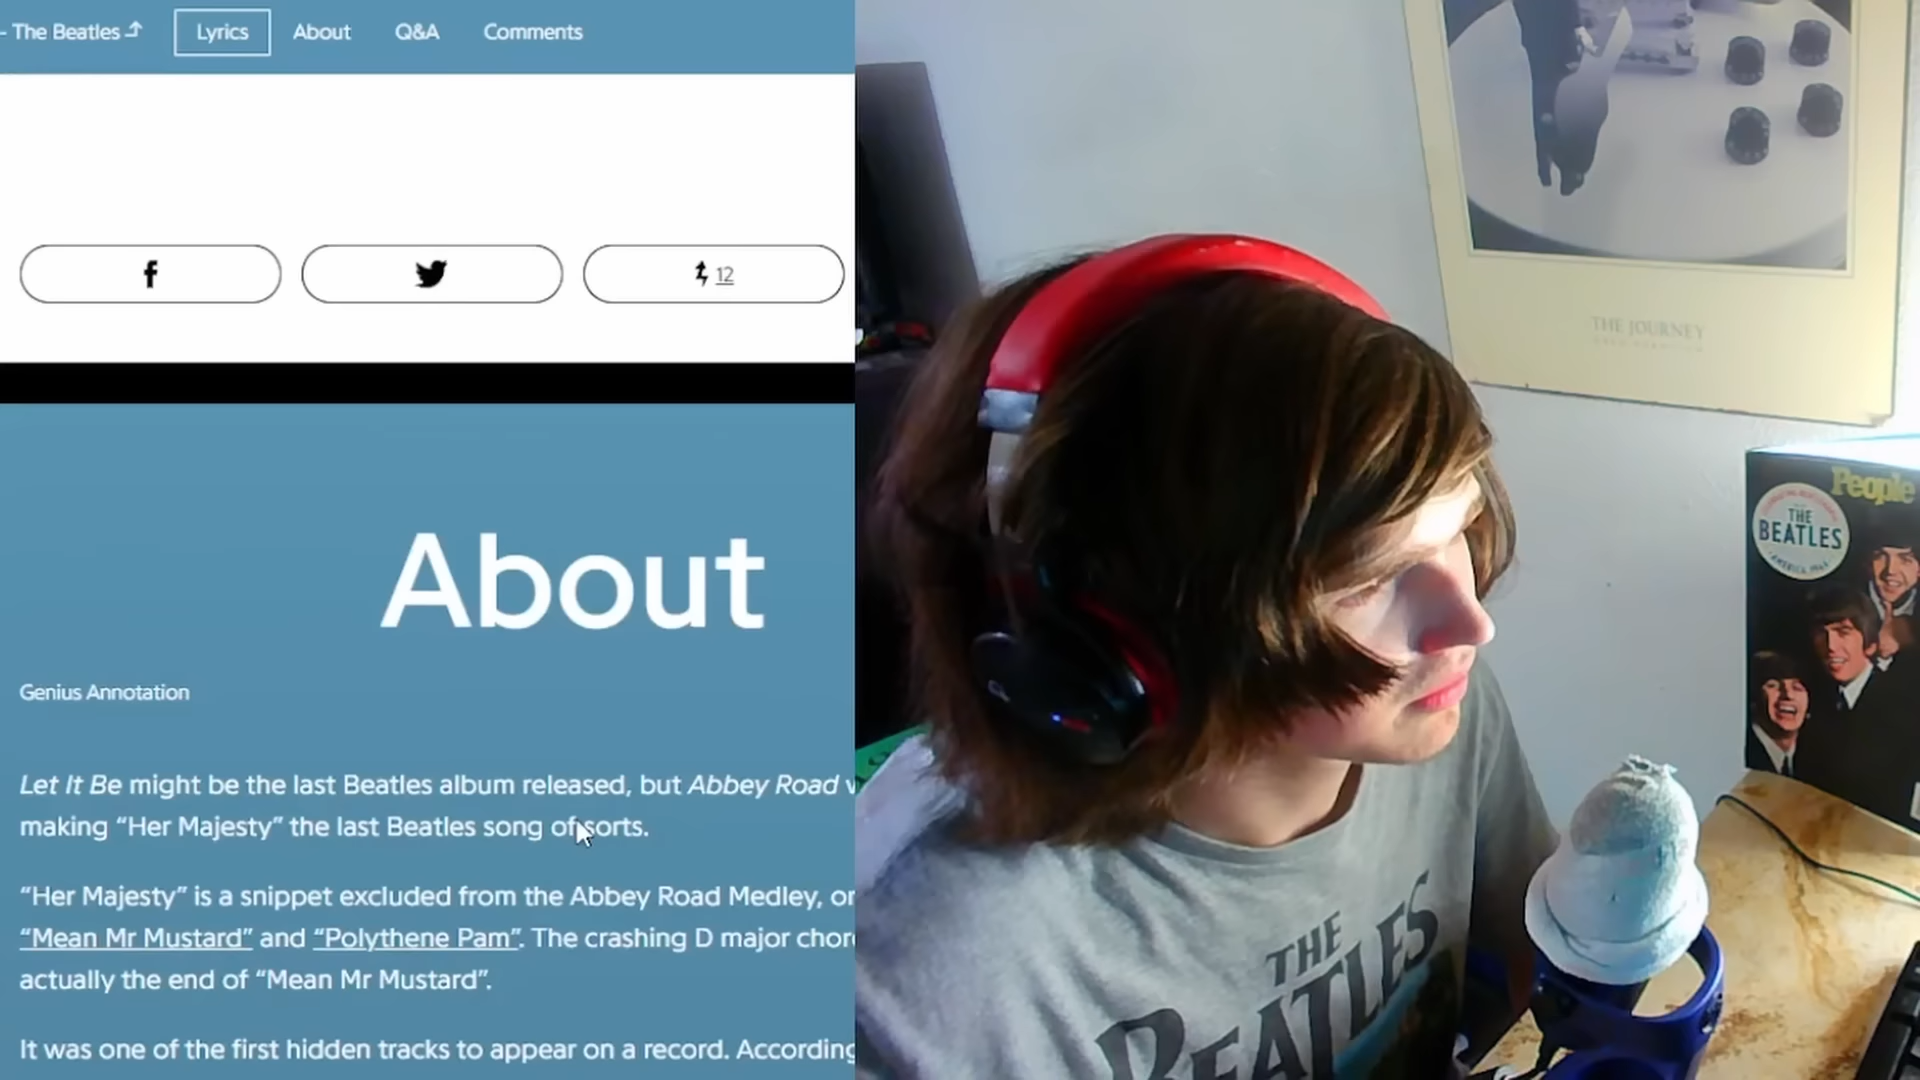 - The Beatles
Lyrics
About
Q&A
Comments
12
About
Genius Annotation
Let It Be might be the last Beatles album released, but Abbey Road
making “Her Majesty” the last Beatles song of sorts.
“Her Majesty” is a snippet excluded from the Abbey Road Medley, or
“Mean Mr Mustard” and “Polythene Pam”. The crashing D major chor
actually the end of “Mean Mr Mustard”.
It was one of the first hidden tracks to appear on a record. According
THE JOURNEY
People
THE
BEATLES
AMERICA, 1964
THE
BEATLES